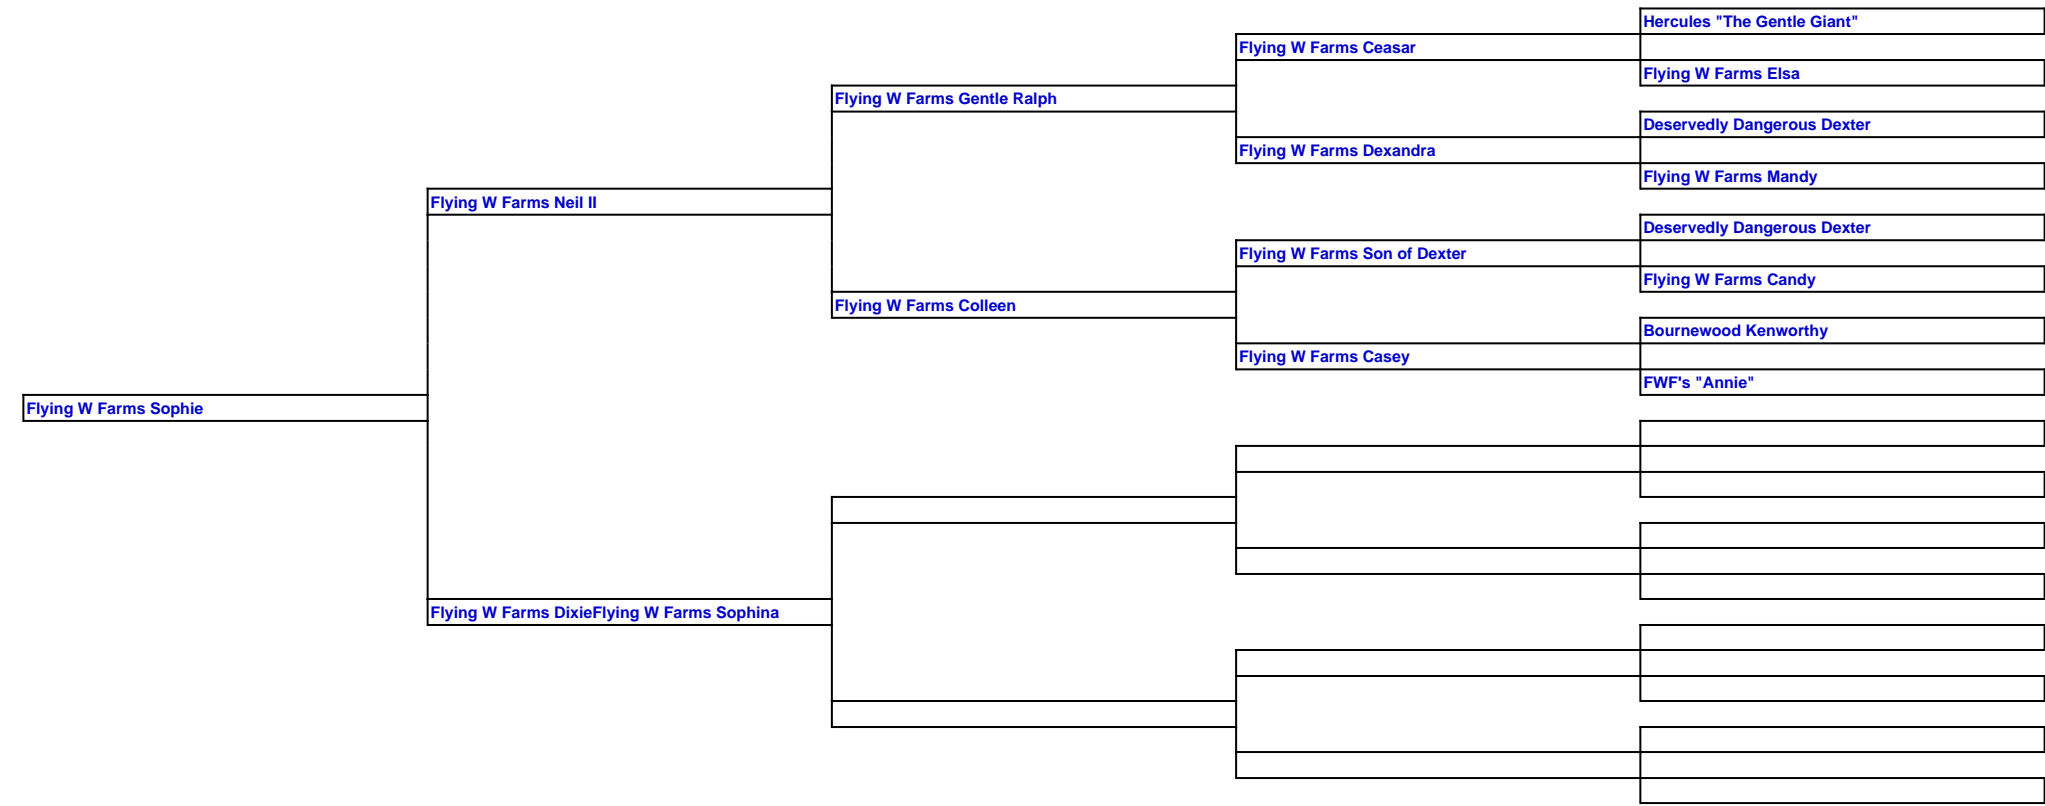 Hercules "The Gentle Giant"
Flying W Farms Ceasar
Flying W Farms Elsa
Flying W Farms Gentle Ralph
Deservedly Dangerous Dexter
Flying W Farms Dexandra
Flying W Farms Mandy
Flying W Farms Neil II
Deservedly Dangerous Dexter
Flying W Farms Son of Dexter
Flying W Farms Candy
Flying W Farms Colleen
Bournewood Kenworthy
Flying W Farms Casey
FWF's "Annie"
Flying W Farms Sophie
Flying W Farms DixieFlying W Farms Sophina